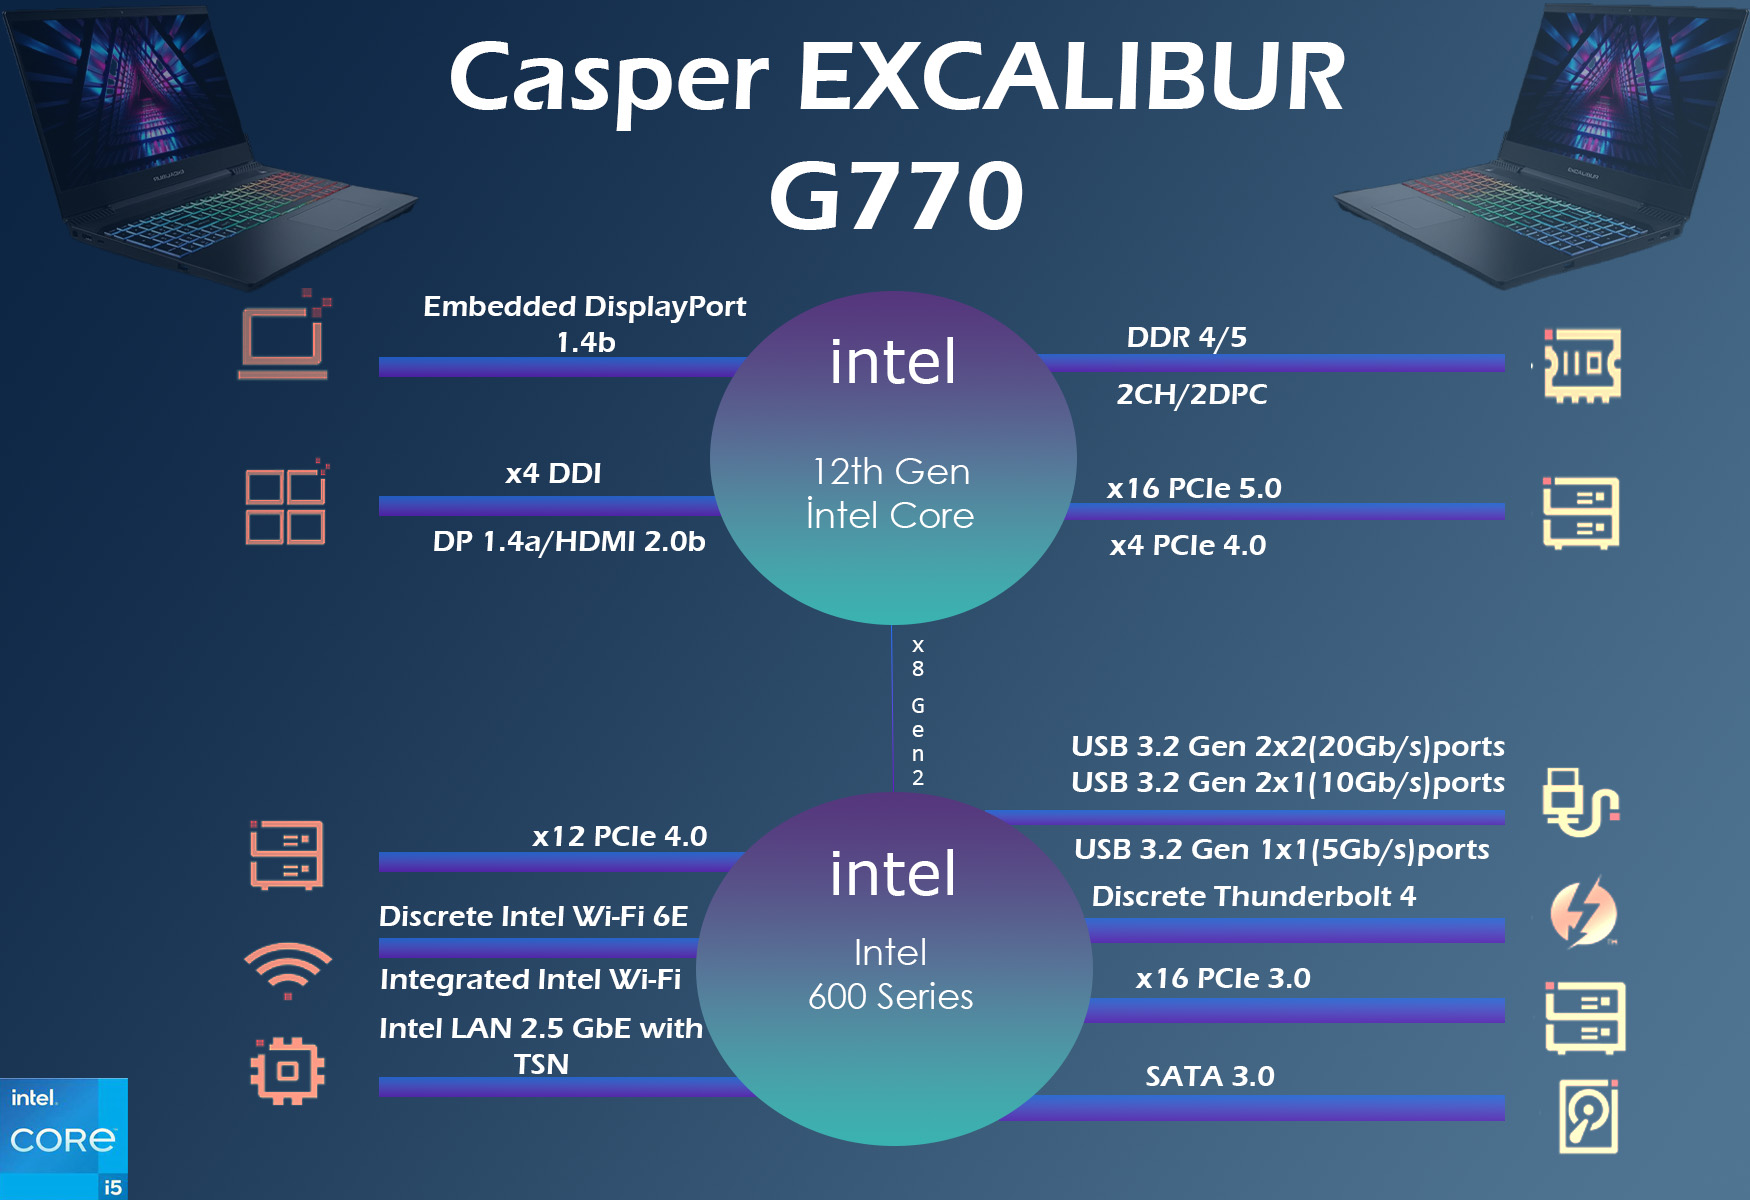 Casper EXCALIBUR
G770
EXCALIBUR
Embedded DisplayPort
1.4b
x4 DDI
DP 1.4a/HDMI 2.0b
intel
12th Gen
İntel Core
DDR 4/5
2CH/2DPC
x16 PCIe 5.0
x4 PCIe 4.0
x8 Gen2
x12 PCIe 4.0
Discrete Intel Wi-Fi 6E
Integrated Intel Wi-Fi
Intel LAN 2.5 GbE with
TSN
intel
Intel
600 Series
USB 3.2 Gen 2x2(20Gb/s)ports
USB 3.2 Gen 2x1(10Gb/s)ports
USB 3.2 Gen 1x1(5Gb/s)ports
Discrete Thunderbolt 4
TM
x16 PCIe 3.0
SATA 3.0
intel.
CORE
i5